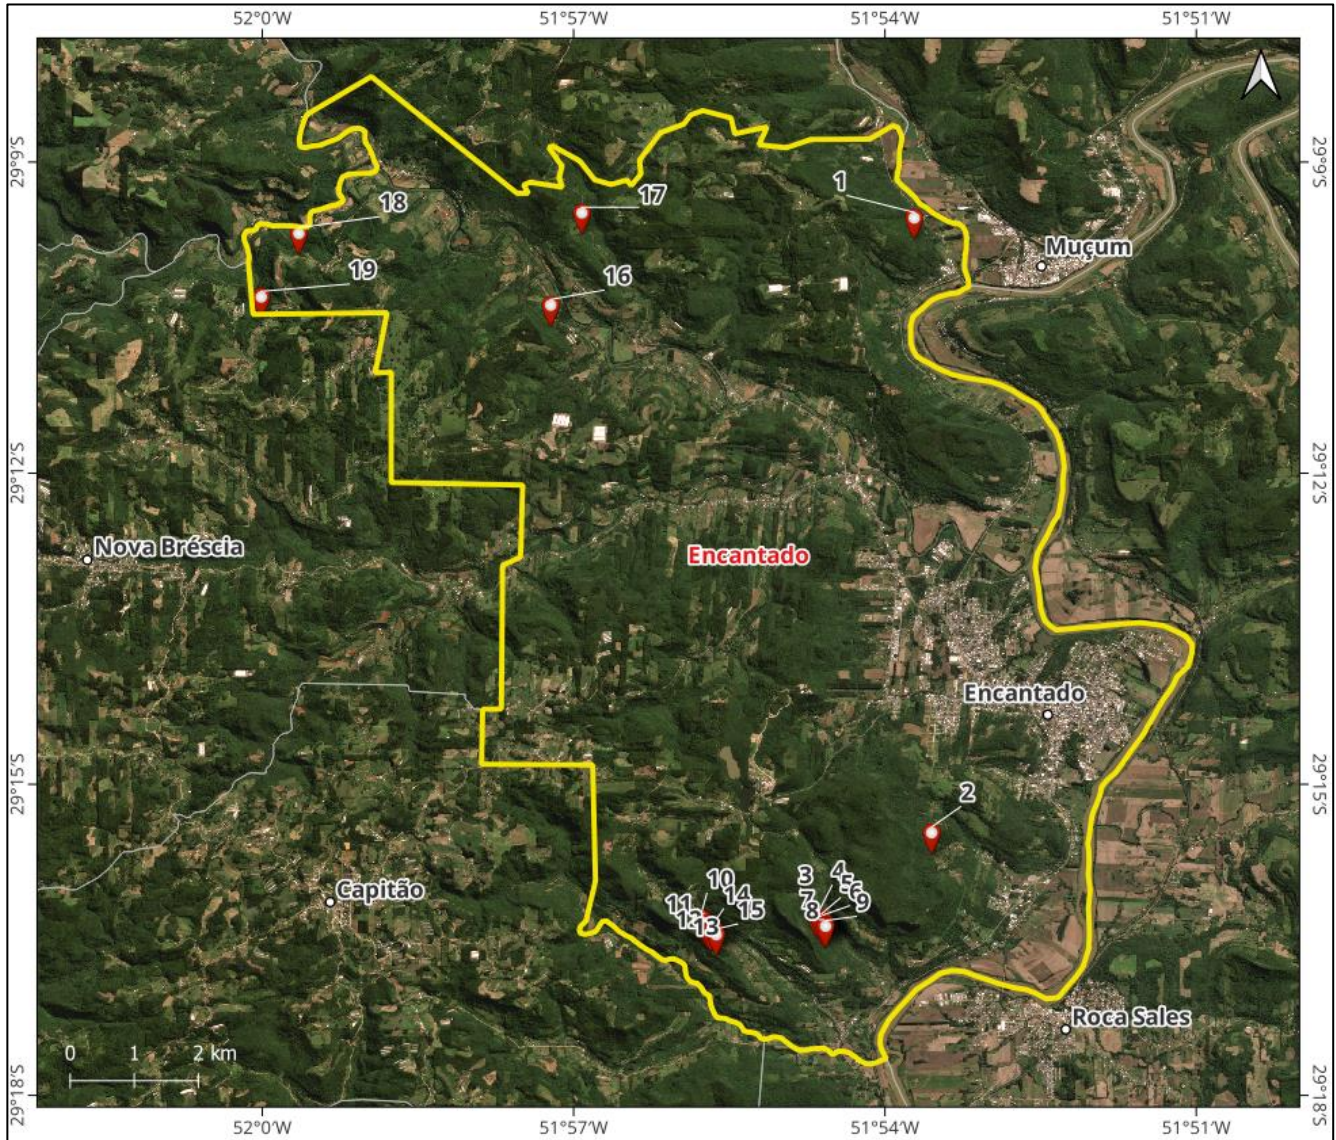 52°0'W 51°57'W 51°54'W 51°51'W
29°9'S 29°9'S
17
1
18
Muçum
19
16
29°12'S 29°12'S
Nova Bréscia
Encantado
Encantado
29°15'S 29°15'S
2
Capitão
10
14
11
12
13
15
3
4
5
6
7
8
9
Roca Sales
0 1 2 km
29°18'S 29°18'S
52°0'W 51°57'W 51°54'W 51°51'W